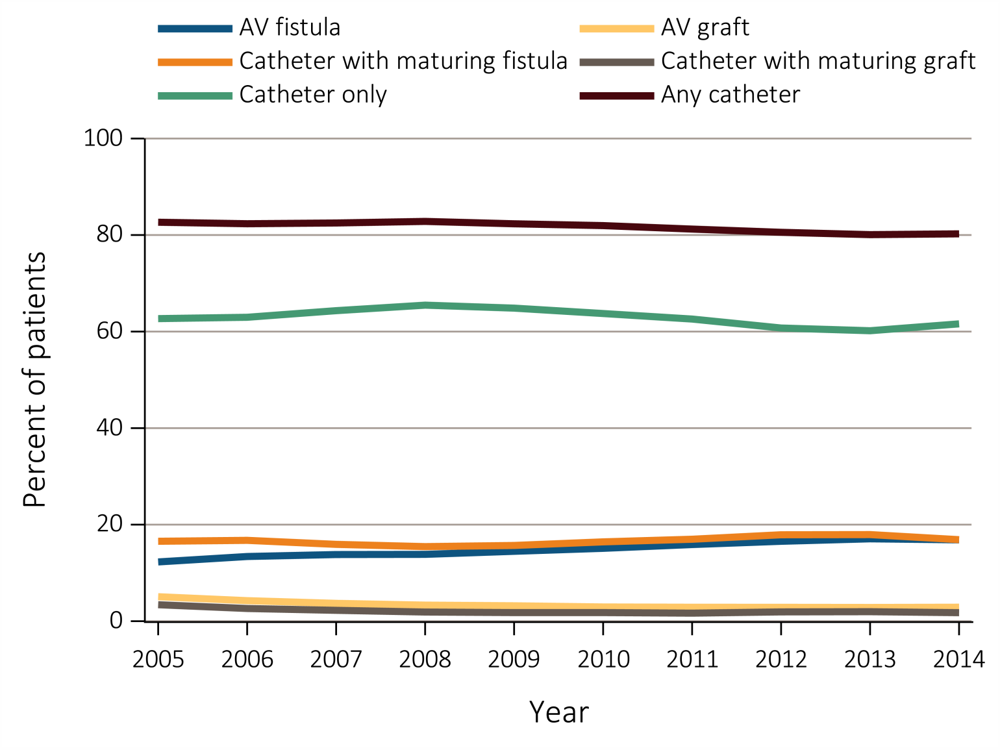 AV fistula
AV graft
Catheter with maturing fistula
Catheter with maturing graft
Catheter only
Any catheter
100
80
60
40
20
0
Percent of patients
2005 2006 2007 2008 2009 2010 2011 2012 2013 2014
Year